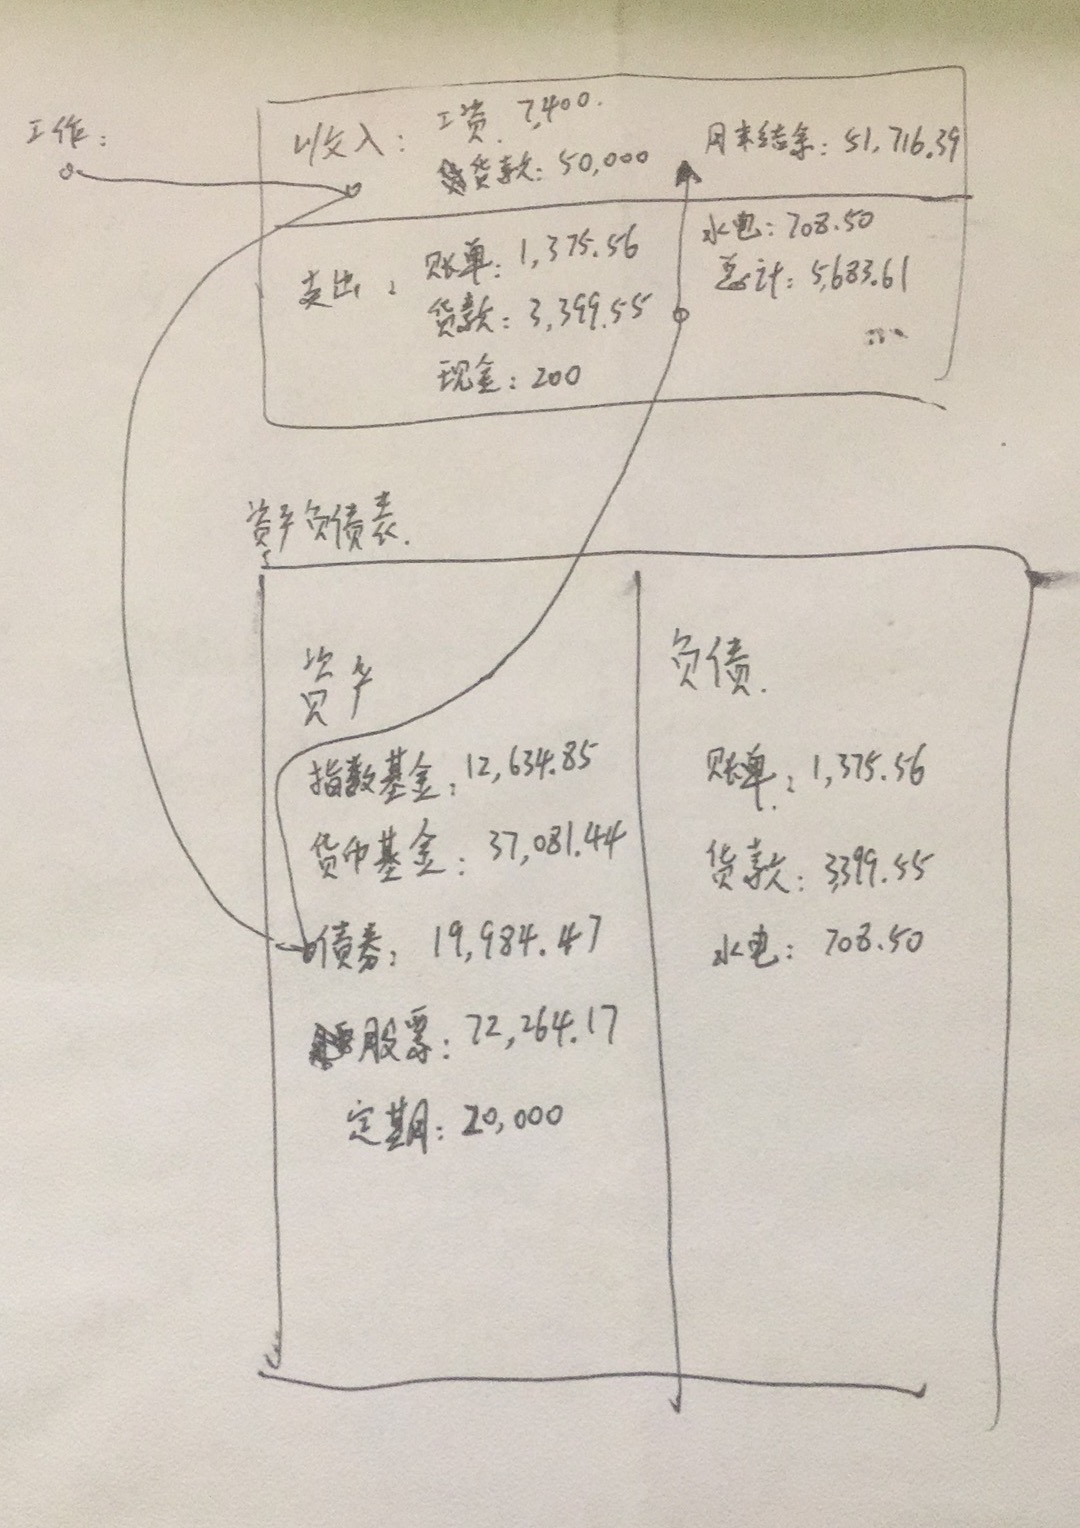 工作:
收入: 工资. 7,400.
贷款: 50,000
月末结余: 51,716.39
支出: 账单: 1,375.56
贷款: 3,399.55
现金: 200
水电: 708.50
总计: 5,683.61
资产负债表.
资产
指数基金: 12,634.85
货币基金: 37,081.44
债券: 19,984.47
股票: 72,264.17
定期: 20,000
负债.
账单: 1,375.56
贷款: 3399.55
水电: 708.50